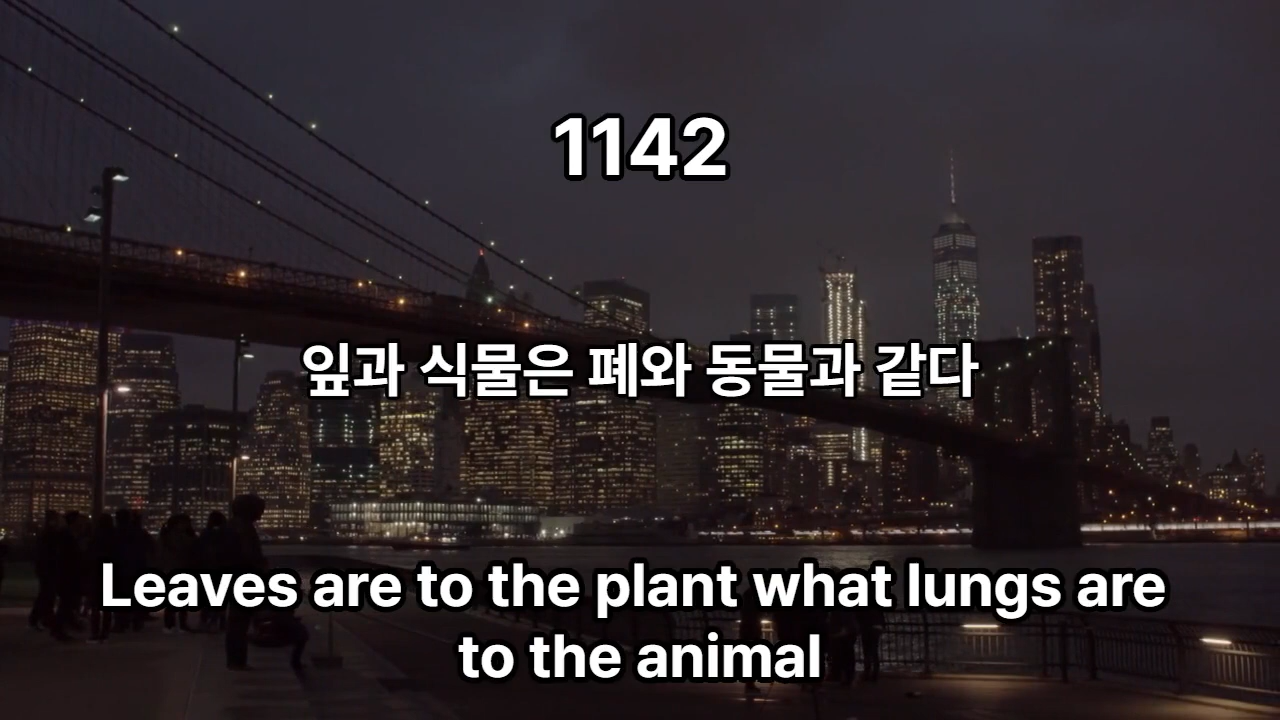 1142
잎과 식물은 폐와 동물과 같다
Leaves are to the plant what lungs are
to the animal